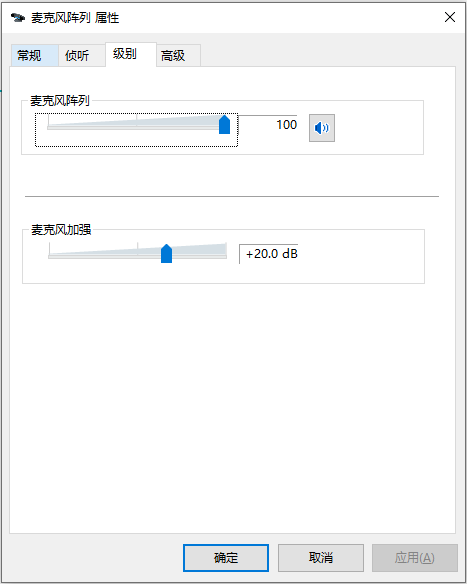 麦克风阵列 属性
常规 侦听 级别 高级
麦克风阵列
100
麦克风加强
+20.0 dB
确定 取消 应用(A)